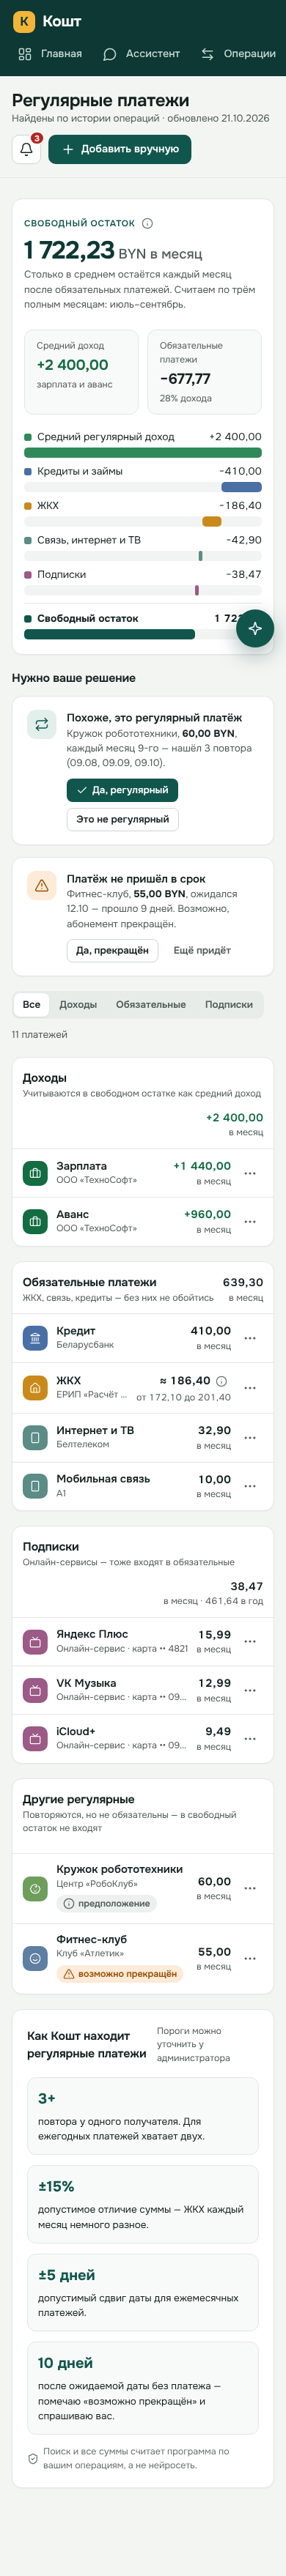 К Кошт
Главная Ассистент Операции
Регулярные платежи
Найдены по истории операций · обновлено 21.10.2026
3
Добавить вручную
СВОБОДНЫЙ ОСТАТОК
1 722,23 BYN в месяц
Столько в среднем остаётся каждый месяц
после обязательных платежей. Считаем по трём
полным месяцам: июль–сентябрь.
Средний доход
+2 400,00
зарплата и аванс
Обязательные
платежи
−677,77
28% дохода
Средний регулярный доход +2 400,00
Кредиты и займы −410,00
ЖКХ −186,40
Связь, интернет и ТВ −42,90
Подписки −38,47
Свободный остаток 1 722
Нужно ваше решение
Похоже, это регулярный платёж
Кружок робототехники, 60,00 BYN,
каждый месяц 9-го — нашёл 3 повтора
(09.08, 09.09, 09.10).
Да, регулярный
Это не регулярный
Платёж не пришёл в срок
Фитнес-клуб, 55,00 BYN, ожидался
12.10 — прошло 9 дней. Возможно,
абонемент прекращён.
Да, прекращён Ещё придёт
Все Доходы Обязательные Подписки
11 платежей
Доходы
Учитываются в свободном остатке как средний доход
+2 400,00
в месяц
Зарплата +1 440,00
ООО «ТехноСофт» в месяц
Аванс +960,00
ООО «ТехноСофт» в месяц
Обязательные платежи 639,30
ЖКХ, связь, кредиты — без них не обойтись в месяц
Кредит 410,00
Беларусбанк в месяц
ЖКХ ≈ 186,40
ЕРИП «Расчёт ... от 172,10 до 201,40
Интернет и ТВ 32,90
Белтелеком в месяц
Мобильная связь 10,00
А1 в месяц
Подписки
Онлайн-сервисы — тоже входят в обязательные
38,47
в месяц · 461,64 в год
Яндекс Плюс 15,99
Онлайн-сервис · карта •• 4821 в месяц
VK Музыка 12,99
Онлайн-сервис · карта •• 09... в месяц
iCloud+ 9,49
Онлайн-сервис · карта •• 09... в месяц
Другие регулярные
Повторяются, но не обязательны — в свободный
остаток не входят
Кружок робототехники 60,00
Центр «РобоКлуб» в месяц
предположение
Фитнес-клуб 55,00
Клуб «Атлетик» в месяц
возможно прекращён
Как Кошт находит
регулярные платежи
Пороги можно
уточнить у
администратора
3+
повтора у одного получателя. Для
ежегодных платежей хватает двух.
±15%
допустимое отличие суммы — ЖКХ каждый
месяц немного разное.
±5 дней
допустимый сдвиг даты для ежемесячных
платежей.
10 дней
после ожидаемой даты без платежа —
помечаю «возможно прекращён» и
спрашиваю вас.
Поиск и все суммы считает программа по
вашим операциям, а не нейросеть.